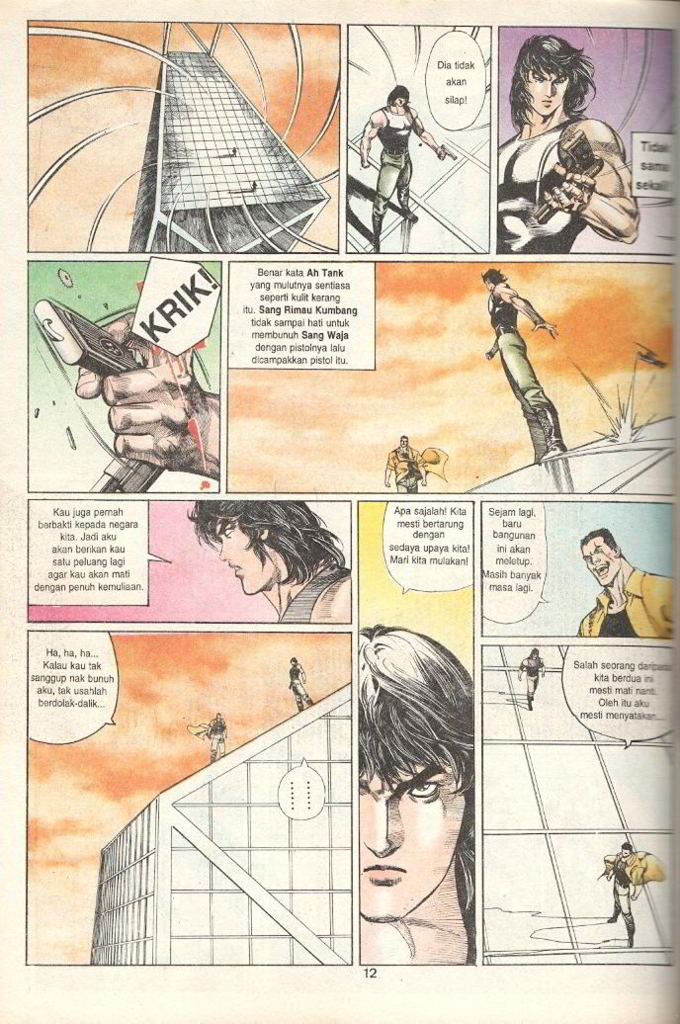 Dia tidak
akan
silap!
Tidak
sama
sekali!
KRIK!
Benar kata Ah Tank
yang mulutnya sentiasa
seperti kulit kerang
itu. Sang Rimau Kumbang
tidak sampai hati untuk
membunuh Sang Waja
dengan pistolnya lalu
dicampakkan pistol itu.
Kau juga pernah
berbakti kepada negara
kita. Jadi aku
akan berikan kau
satu peluang lagi
agar kau akan mati
dengan penuh kemuliaan.
Apa sajalah! Kita
mesti bertarung
dengan
sedaya upaya kita!
Mari kita mulakan!
Sejam lagi,
baru
bangunan
ini akan
meletup.
Masih banyak
masa lagi.
Ha, ha, ha...
Kalau kau tak
sanggup nak bunuh
aku, tak usahlah
berdolak-dalik...
Salah seorang daripada
kita berdua ini
mesti mati nanti.
Oleh itu aku
mesti menyatakan...
12